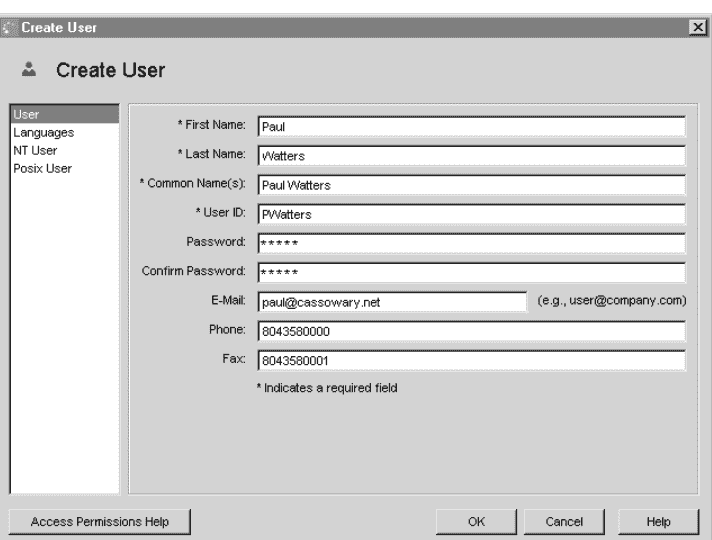 Create User
Create User
User
Languages
NT User
Posix User
* First Name: Paul
* Last Name: Watters
* Common Name(s): Paul Watters
* User ID: PWatters
Password: *****
Confirm Password: *****
E-Mail: paul@cassowary.net (e.g., user@company.com)
Phone: 8043580000
Fax: 8043580001
* Indicates a required field
Access Permissions Help OK Cancel Help